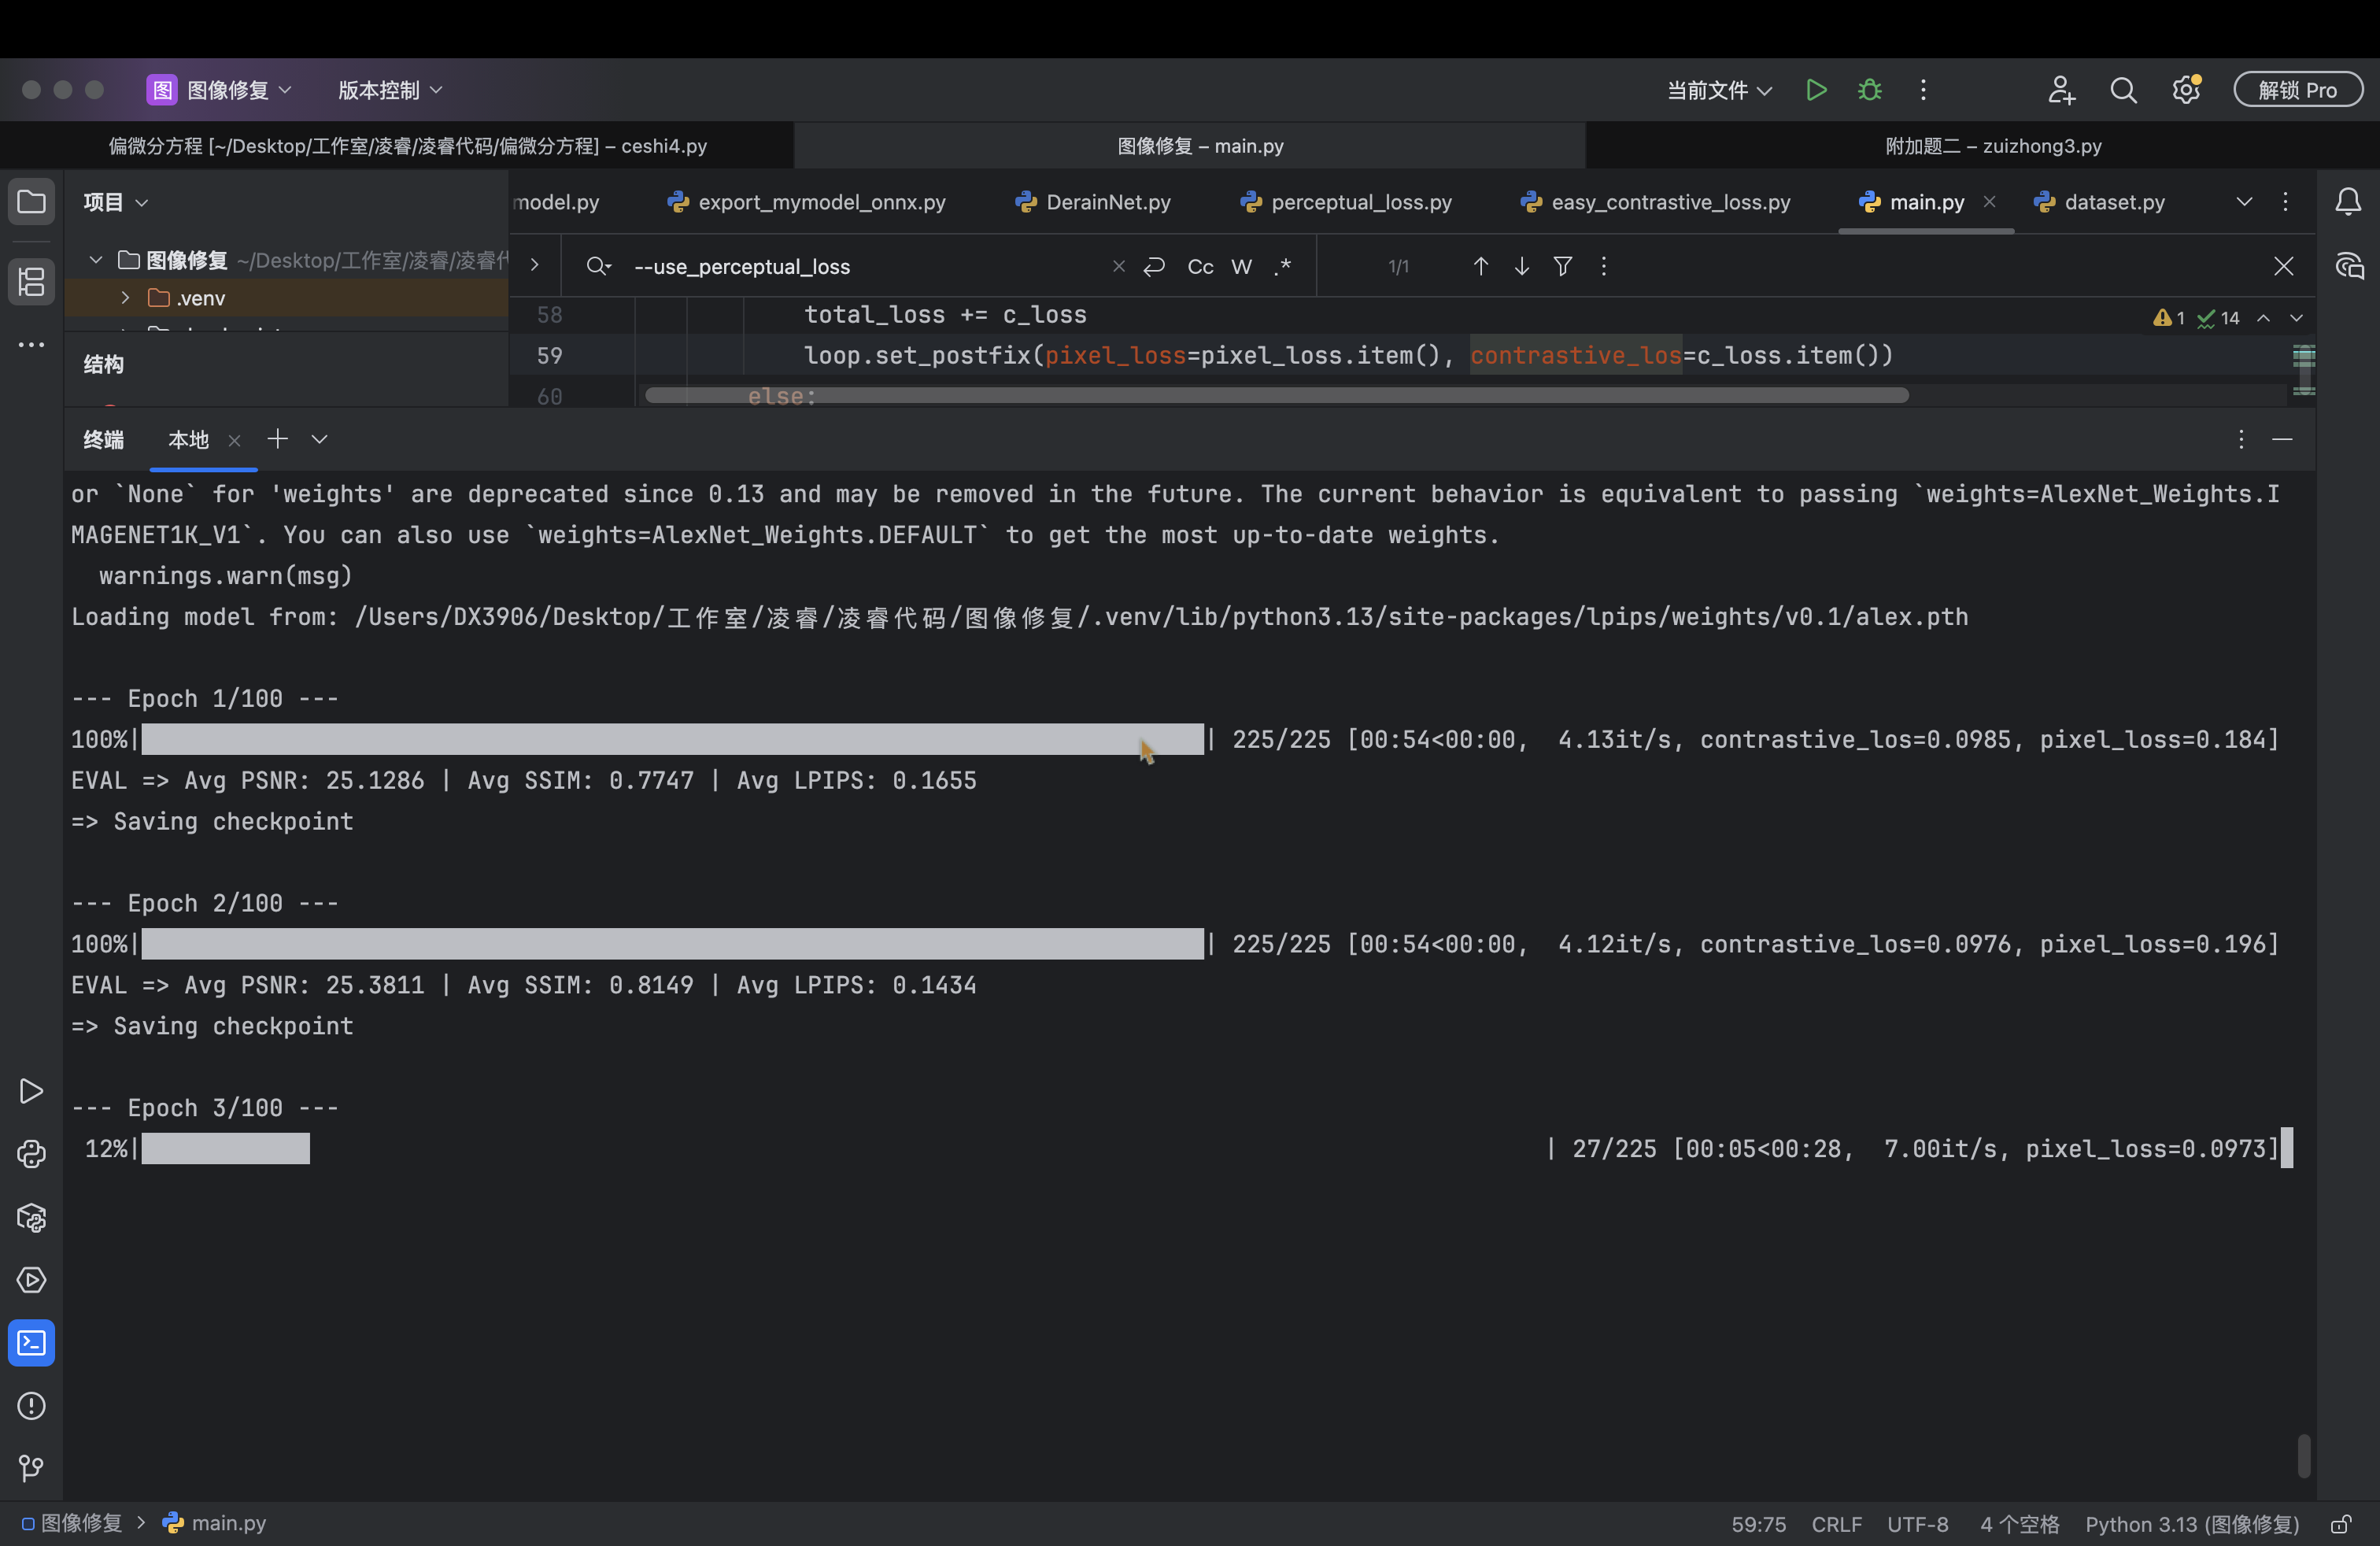 图 图像修复 版本控制 当前文件 解锁 Pro
偏微分方程 [~/Desktop/工作室/凌睿/凌睿代码/偏微分方程] – ceshi4.py 图像修复 – main.py 附加题二 – zuizhong3.py
项目 model.py export_mymodel_onnx.py DerainNet.py perceptual_loss.py easy_contrastive_loss.py main.py dataset.py
图像修复 ~/Desktop/工作室/凌睿/凌睿代
--use_perceptual_loss Cc W .* 1/1
.venv
58 total_loss += c_loss
1 14
59 loop.set_postfix(pixel_loss=pixel_loss.item(), contrastive_los=c_loss.item())
结构
60 else:
终端 本地
or `None` for 'weights' are deprecated since 0.13 and may be removed in the future. The current behavior is equivalent to passing `weights=AlexNet_Weights.I
MAGENET1K_V1`. You can also use `weights=AlexNet_Weights.DEFAULT` to get the most up-to-date weights.
warnings.warn(msg)
Loading model from: /Users/DX3906/Desktop/工作室/凌睿/凌睿代码/图像修复/.venv/lib/python3.13/site-packages/lpips/weights/v0.1/alex.pth
--- Epoch 1/100 ---
100%| | 225/225 [00:54<00:00, 4.13it/s, contrastive_los=0.0985, pixel_loss=0.184]
EVAL => Avg PSNR: 25.1286 | Avg SSIM: 0.7747 | Avg LPIPS: 0.1655
=> Saving checkpoint
--- Epoch 2/100 ---
100%| | 225/225 [00:54<00:00, 4.12it/s, contrastive_los=0.0976, pixel_loss=0.196]
EVAL => Avg PSNR: 25.3811 | Avg SSIM: 0.8149 | Avg LPIPS: 0.1434
=> Saving checkpoint
--- Epoch 3/100 ---
12%| | 27/225 [00:05<00:28, 7.00it/s, pixel_loss=0.0973]
图像修复 > main.py 59:75 CRLF UTF-8 4 个空格 Python 3.13 (图像修复)